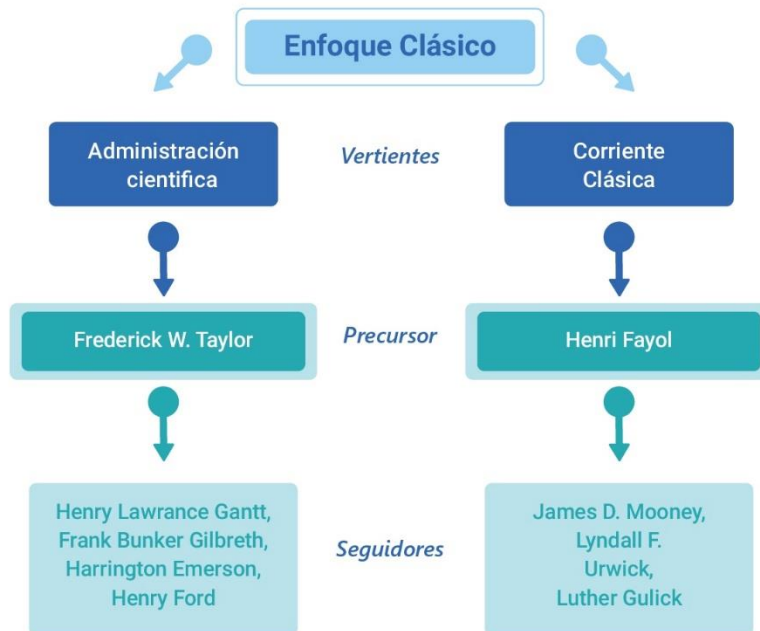 Enfoque Clásico
Administración
cientifica
Vertientes
Corriente
Clásica
Frederick W. Taylor
Precursor
Henri Fayol
Henry Lawrance Gantt,
Frank Bunker Gilbreth,
Harrington Emerson,
Henry Ford
Seguidores
James D. Mooney,
Lyndall F.
Urwick,
Luther Gulick